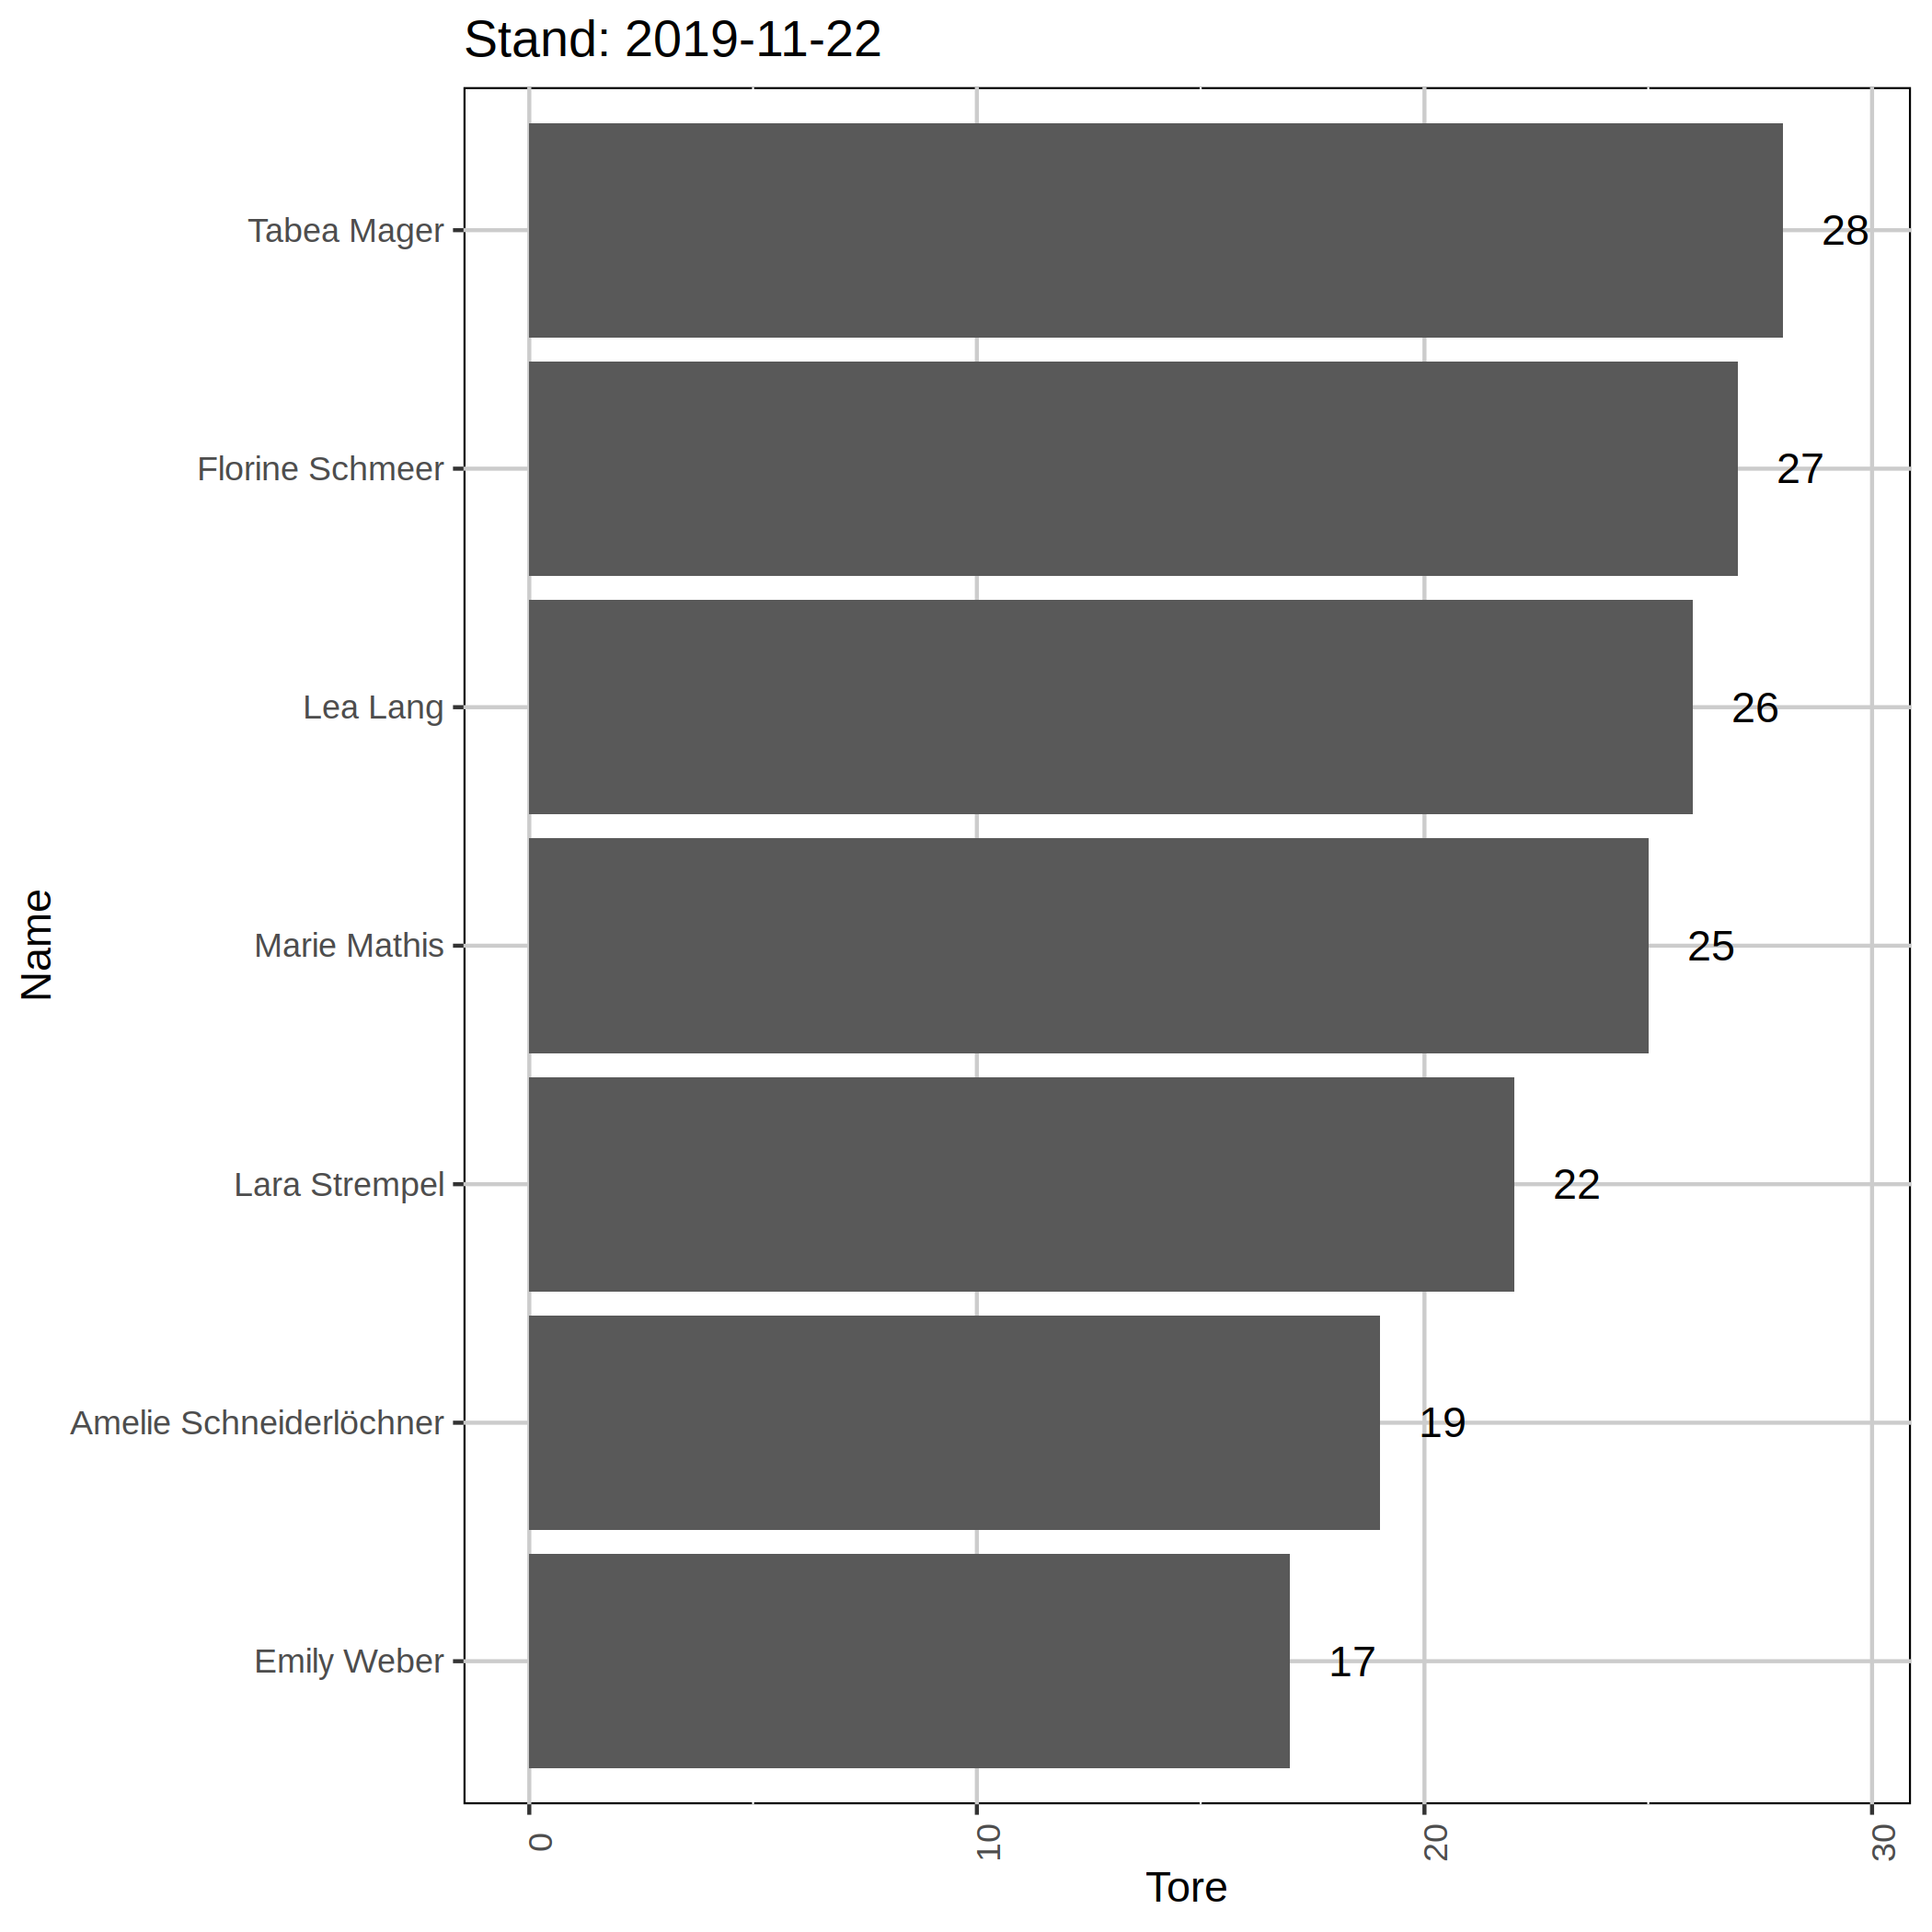 Stand: 2019-11-22
Tabea Mager
28
Florine Schmeer
27
Lea Lang
26
Marie Mathis
25
Lara Strempel
22
Amelie Schneiderlöchner
19
Emily Weber
17
Name
0
10
20
30
Tore